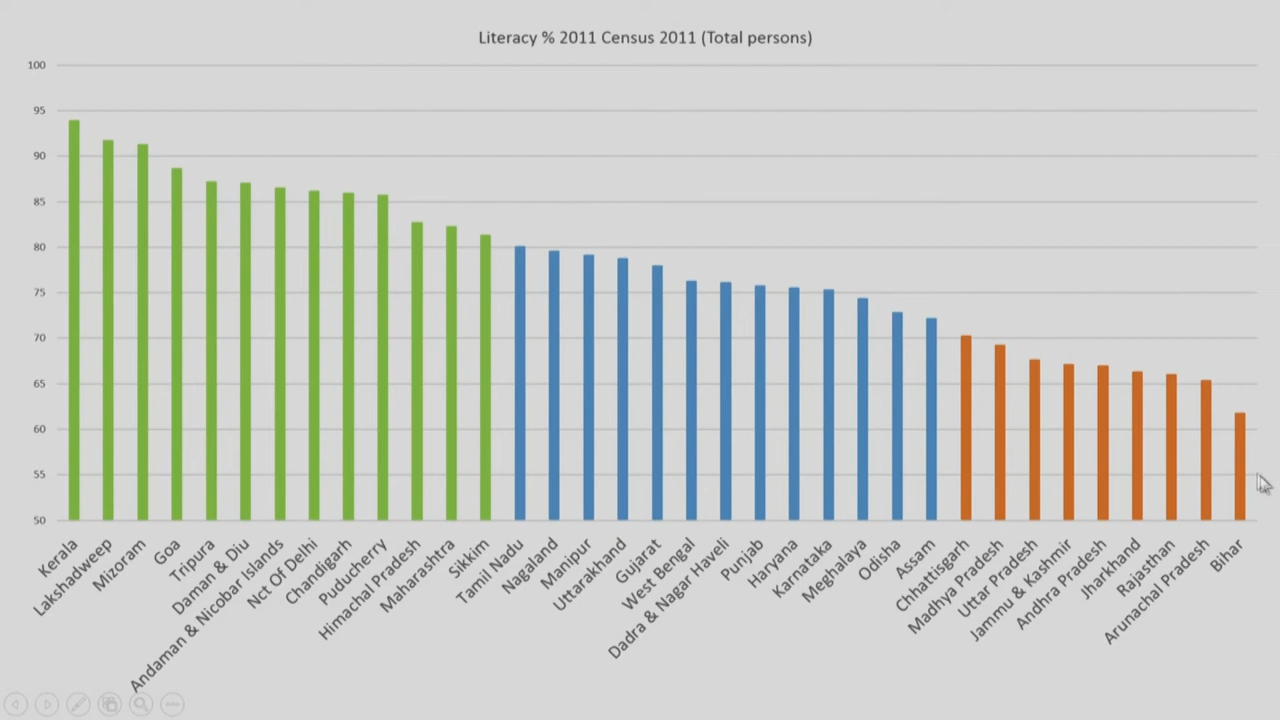 Literacy % 2011 Census 2011 (Total persons)
100
95
90
85
80
75
70
65
60
55
50
Kerala
Lakshadweep
Mizoram
Goa
Tripura
Daman & Diu
Andaman & Nicobar Islands
Nct Of Delhi
Chandigarh
Puducherry
Himachal Pradesh
Maharashtra
Sikkim
Tamil Nadu
Nagaland
Manipur
Uttarakhand
Gujarat
West Bengal
Dadra & Nagar Haveli
Punjab
Haryana
Karnataka
Meghalaya
Odisha
Assam
Chhattisgarh
Madhya Pradesh
Uttar Pradesh
Jammu & Kashmir
Andhra Pradesh
Jharkhand
Rajasthan
Arunachal Pradesh
Bihar